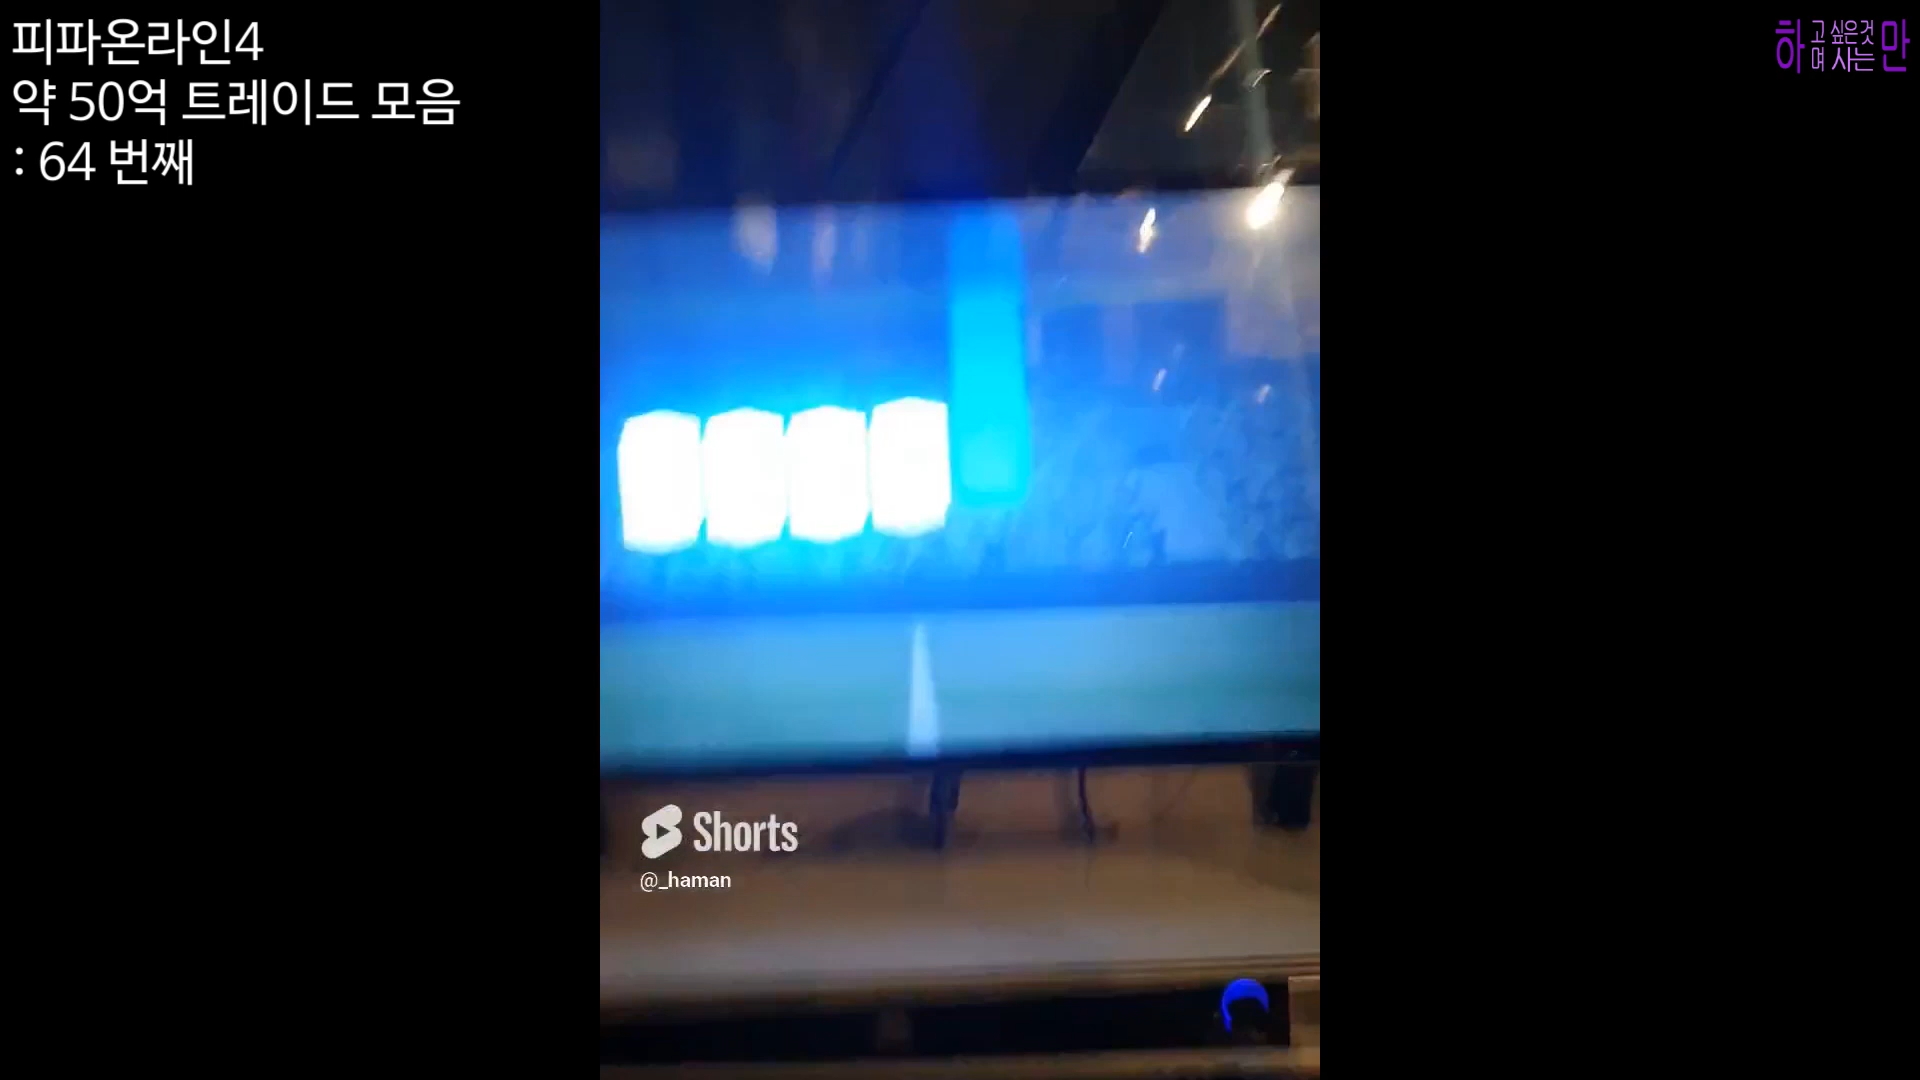 피파온라인4
약 50억 트레이드 모음
: 64 번째
하고 싶은것
며 사는 만
Shorts
@_haman